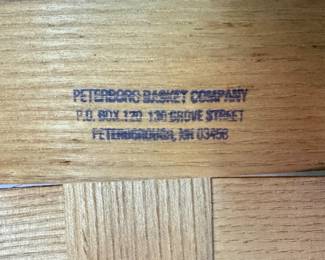 PETERBORO BASKET COMPANY
P.O. BOX 120 130 GROVE STREET
PETERBOROUGH, NH 03458